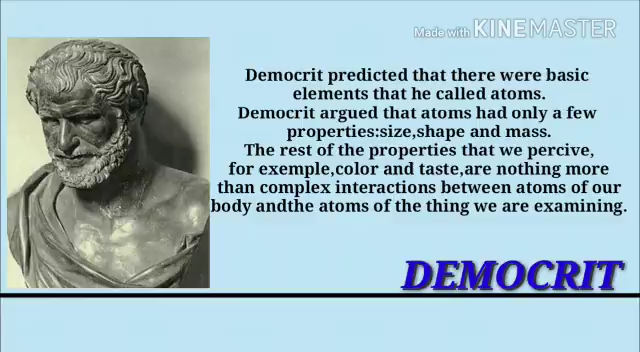 Made with KINEMASTER
Democrit predicted that there were basic
elements that he called atoms.
Democrit argued that atoms had only a few
properties:size,shape and mass.
The rest of the properties that we percive,
for exemple,color and taste,are nothing more
than complex interactions between atoms of our
body andthe atoms of the thing we are examining.
DEMOCRIT